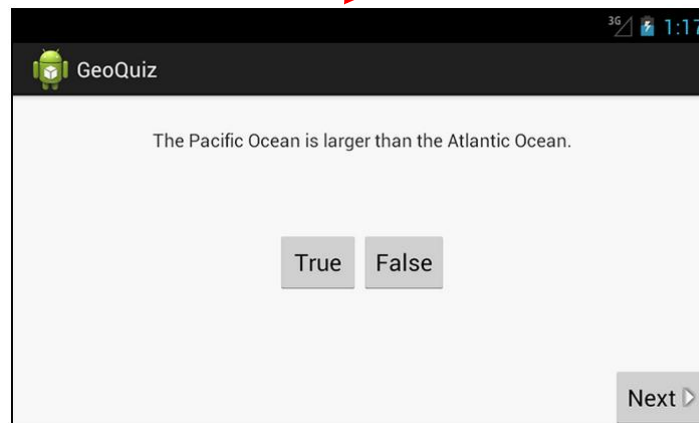 3G 1:17
GeoQuiz
The Pacific Ocean is larger than the Atlantic Ocean.
True False
Next